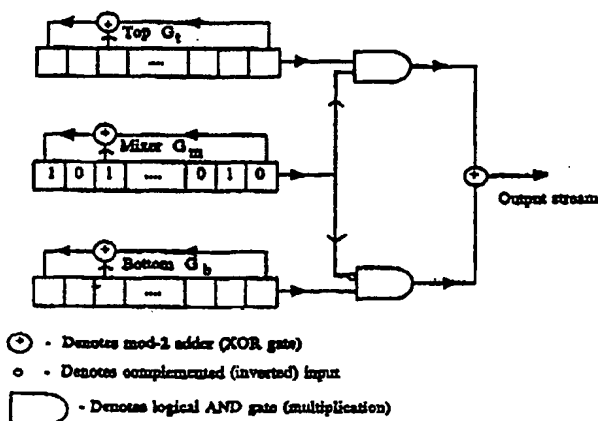 Top G_t
....
Mixer G_m
1 0 1 .... 0 1 0
Output stream
Bottom G_b
....
+ - Denotes mod-2 adder (XOR gate)
o - Denotes complemented (inverted) input
- Denotes logical AND gate (multiplication)